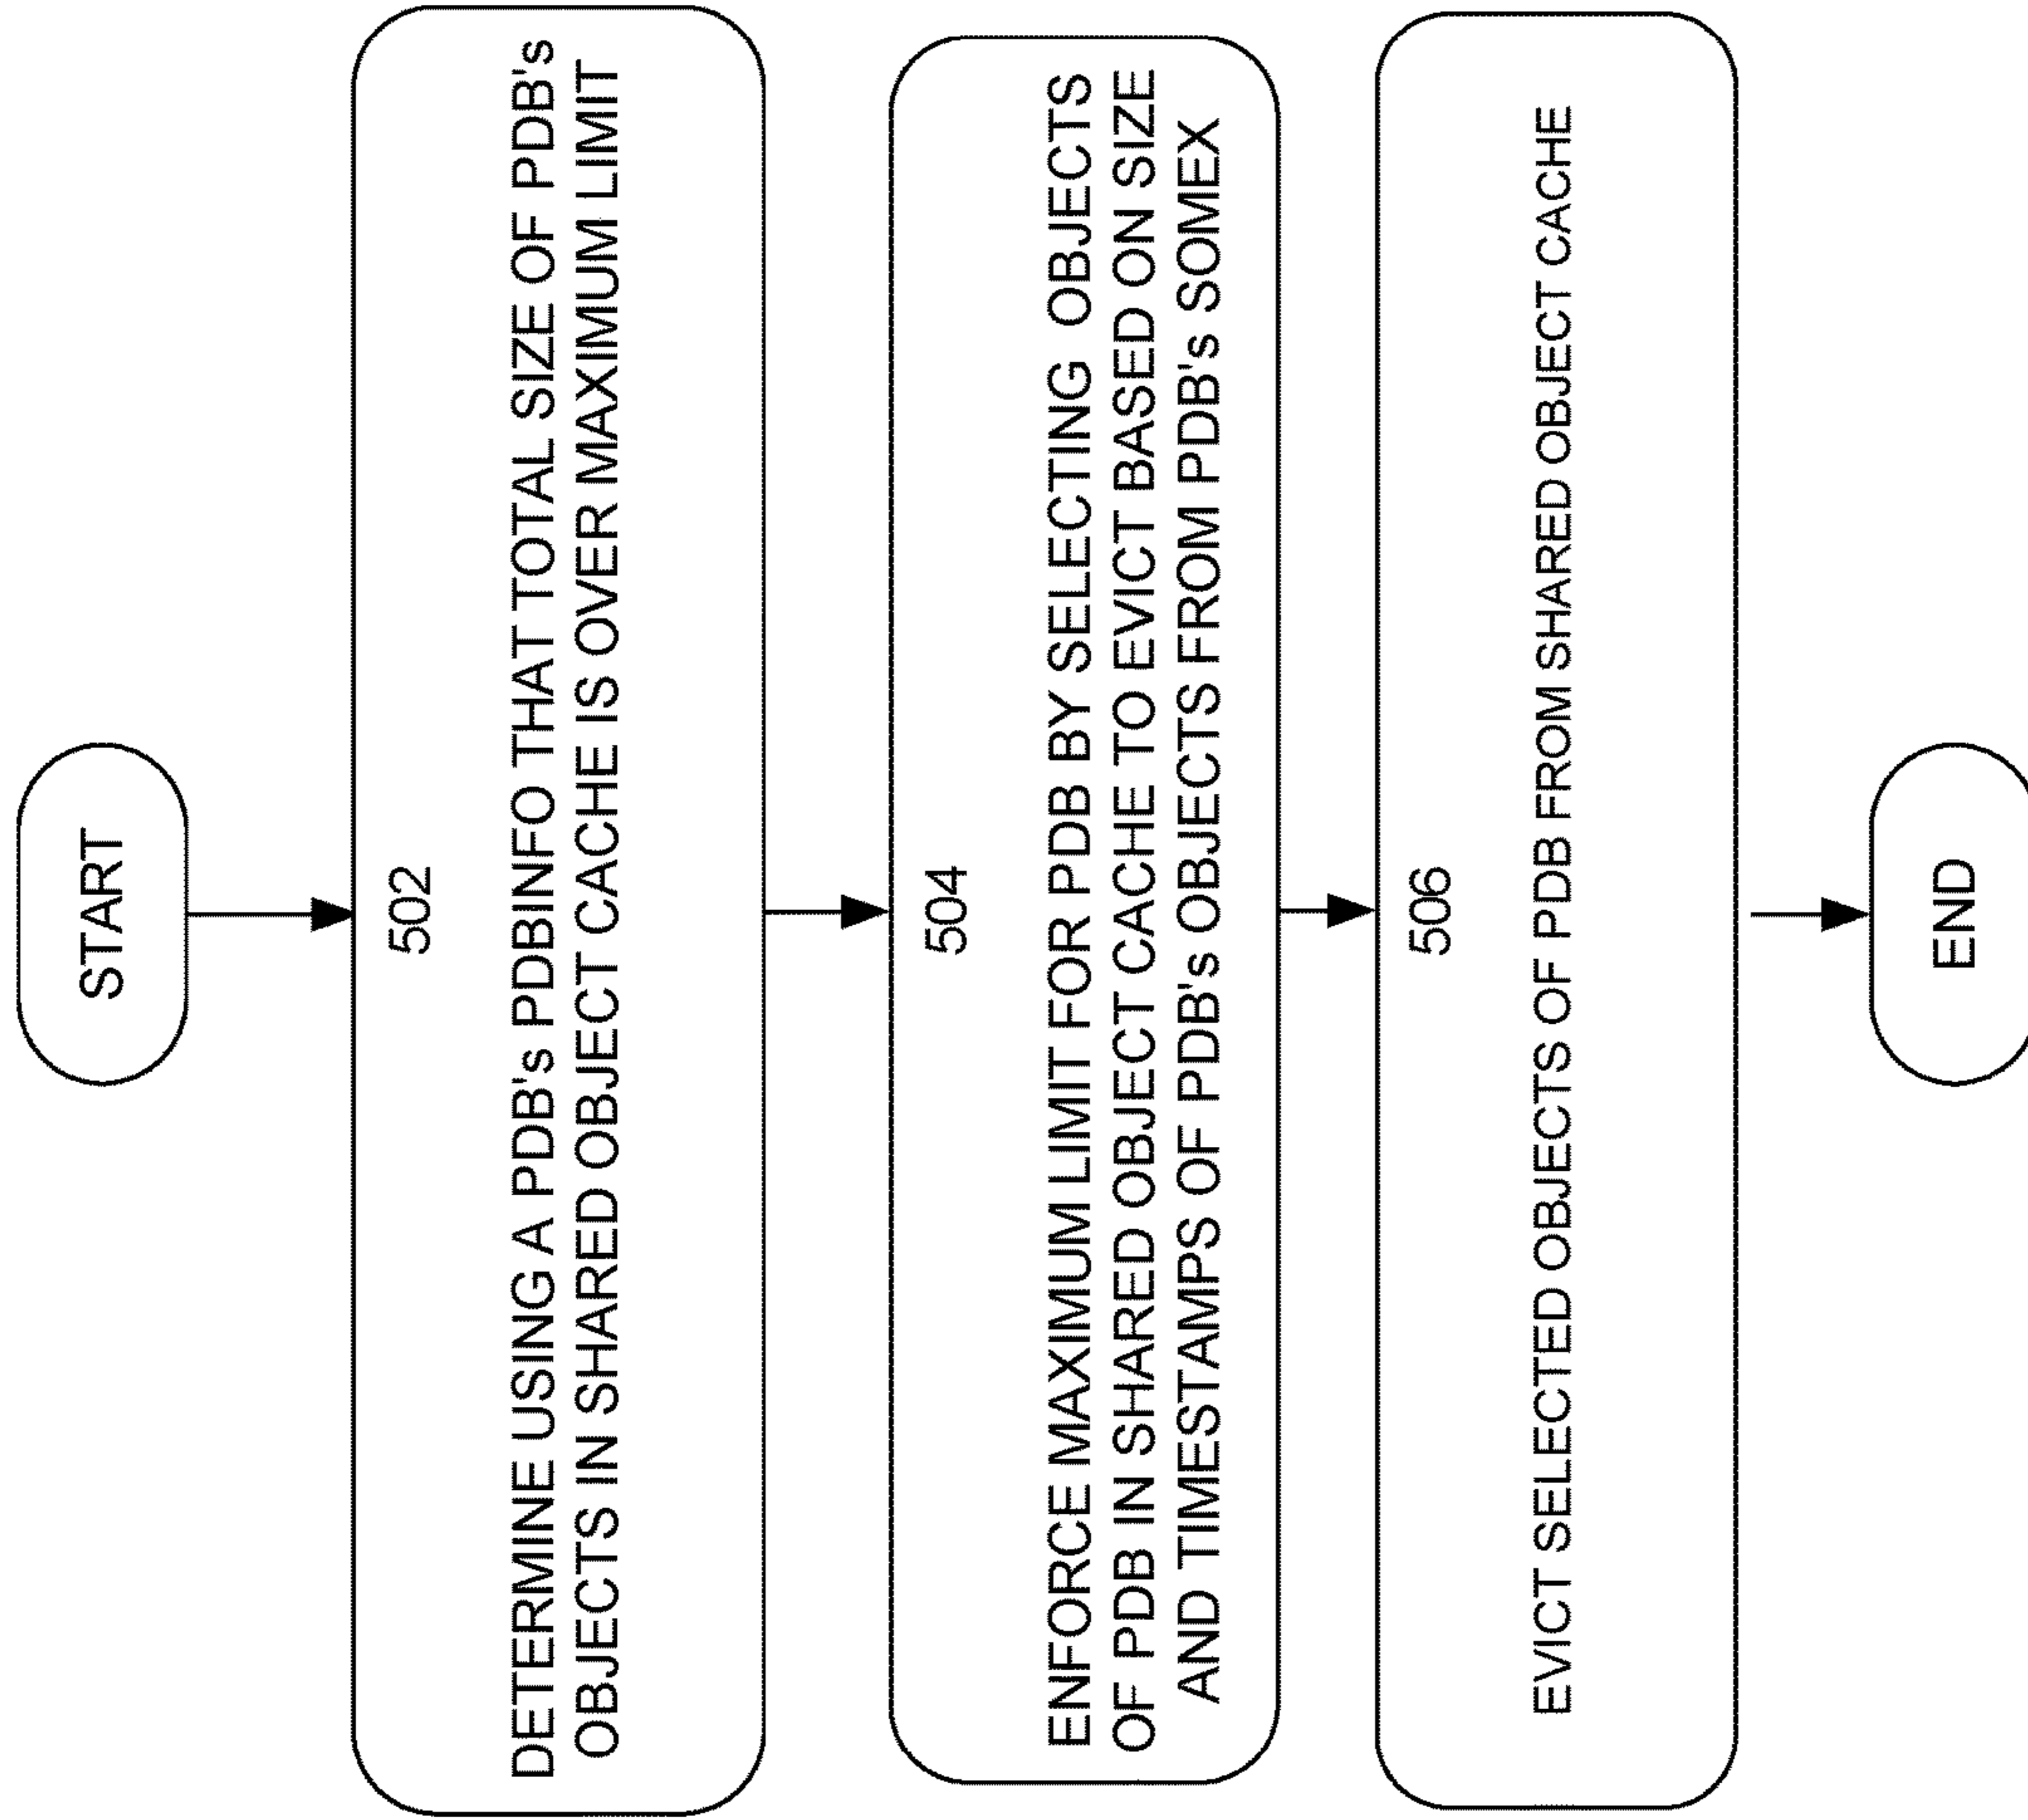 START
502
DETERMINE USING A PDB's PDBINFO THAT TOTAL SIZE OF PDB's
OBJECTS IN SHARED OBJECT CACHE IS OVER MAXIMUM LIMIT
504
ENFORCE MAXIMUM LIMIT FOR PDB BY SELECTING OBJECTS
OF PDB IN SHARED OBJECT CACHE TO EVICT BASED ON SIZE
AND TIMESTAMPS OF PDB's OBJECTS FROM PDB's SOMEX
506
EVICT SELECTED OBJECTS OF PDB FROM SHARED OBJECT CACHE
END